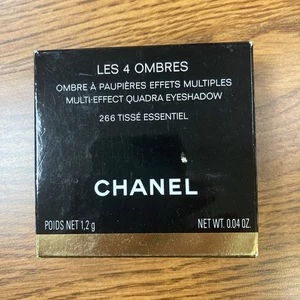 LES 4 OMBRES
OMBRE À PAUPIÈRES EFFETS MULTIPLES
MULTI-EFFECT QUADRA EYESHADOW
266 TISSÉ ESSENTIEL
CHANEL
POIDS NET 1,2 g NET WT. 0.04 OZ.